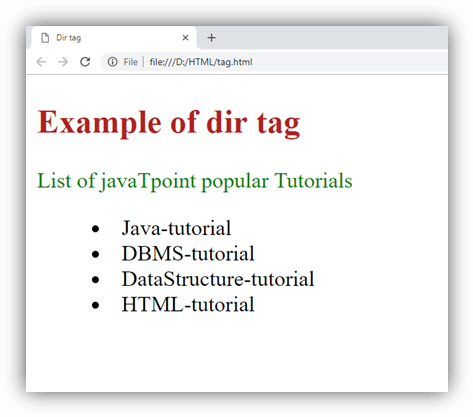 Dir tag
File file:///D:/HTML/tag.html
Example of dir tag
List of javaTpoint popular Tutorials
Java-tutorial
DBMS-tutorial
DataStructure-tutorial
HTML-tutorial